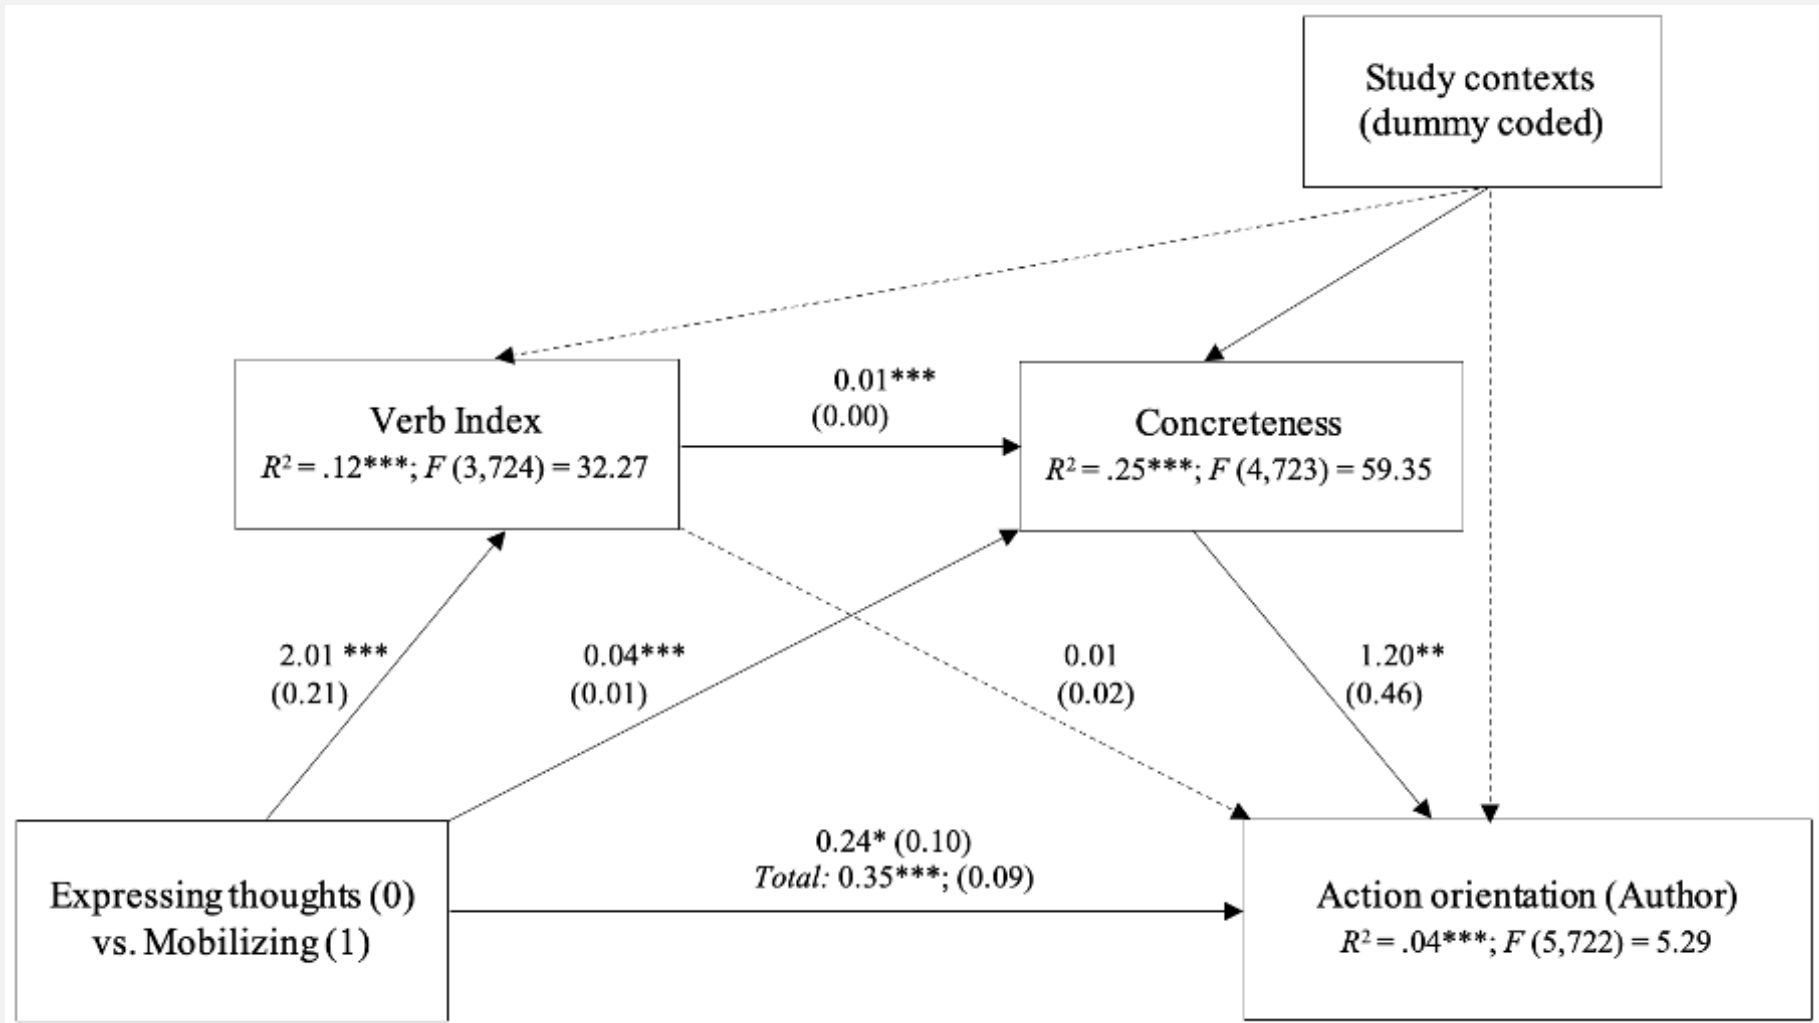 Study contexts
(dummy coded)
0.01***
(0.00)
Verb Index
R² = .12***; F (3,724) = 32.27
Concreteness
R² = .25***; F (4,723) = 59.35
2.01 ***
(0.21)
0.04***
(0.01)
0.01
(0.02)
1.20**
(0.46)
0.24* (0.10)
Total: 0.35***; (0.09)
Expressing thoughts (0)
vs. Mobilizing (1)
Action orientation (Author)
R² = .04***; F (5,722) = 5.29